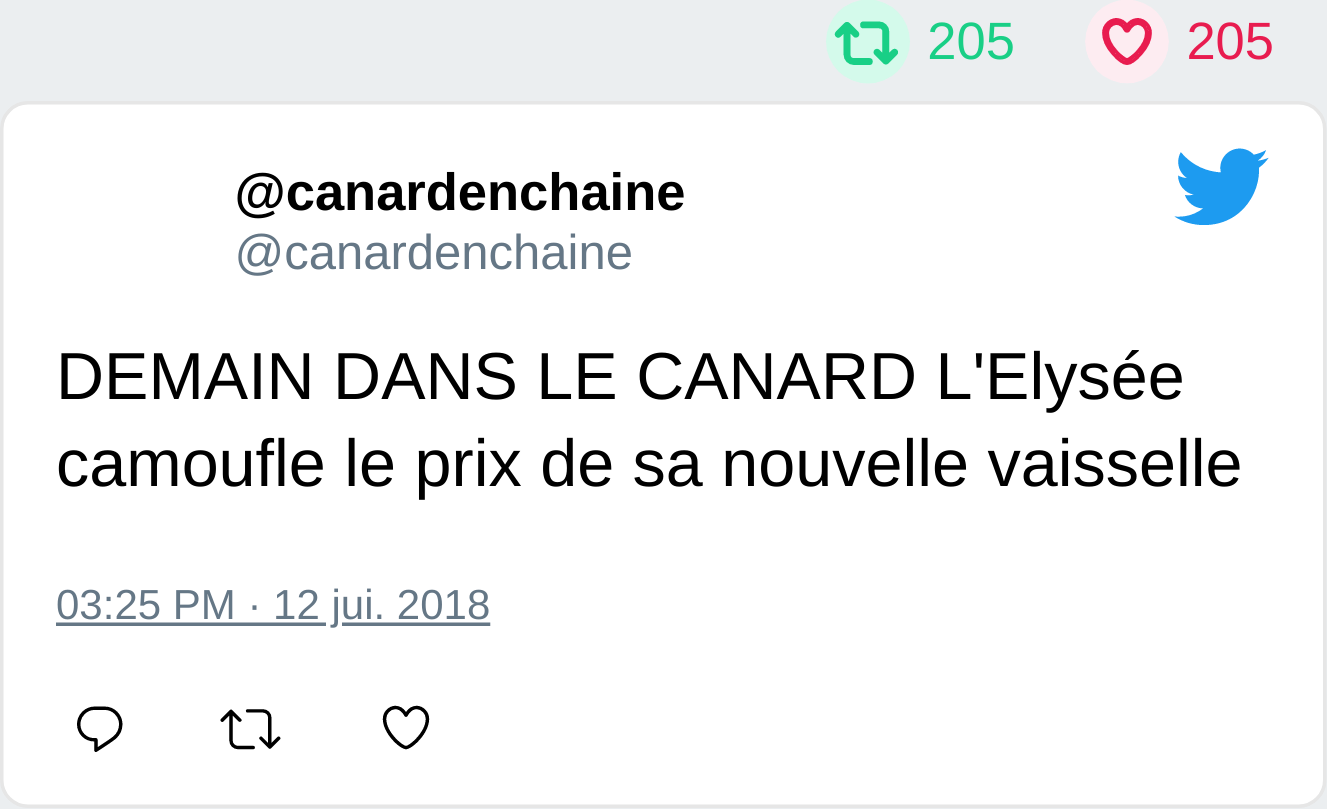 205 205
@canardenchaine
@canardenchaine
DEMAIN DANS LE CANARD L'Elysée
camoufle le prix de sa nouvelle vaisselle
03:25 PM · 12 jui. 2018